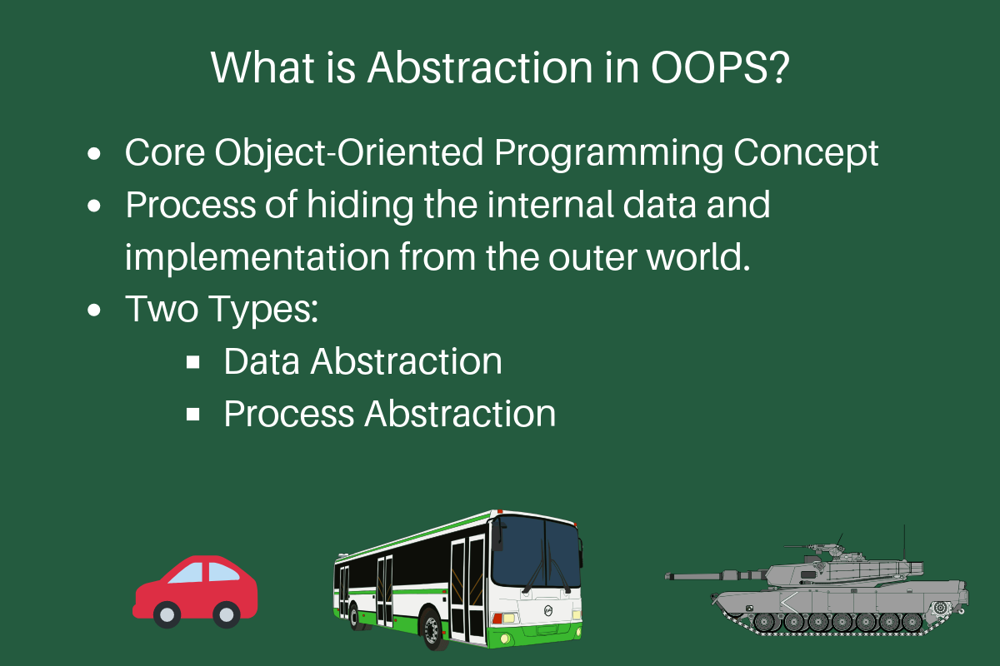 What is Abstraction in OOPS?
• Core Object-Oriented Programming Concept
• Process of hiding the internal data and
implementation from the outer world.
• Two Types:
▪ Data Abstraction
▪ Process Abstraction